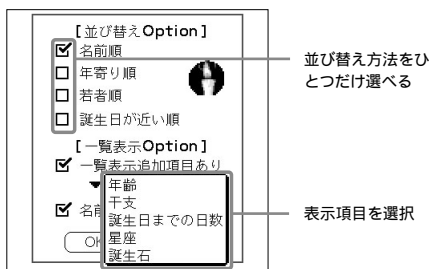 [並び替えOption]
名前順
年寄り順
若者順
誕生日が近い順
[一覧表示Option]
一覧表示追加項目あり
年齢
干支
誕生日までの日数
星座
誕生石
名前
OK
並び替え方法をひ
とつだけ選べる
表示項目を選択